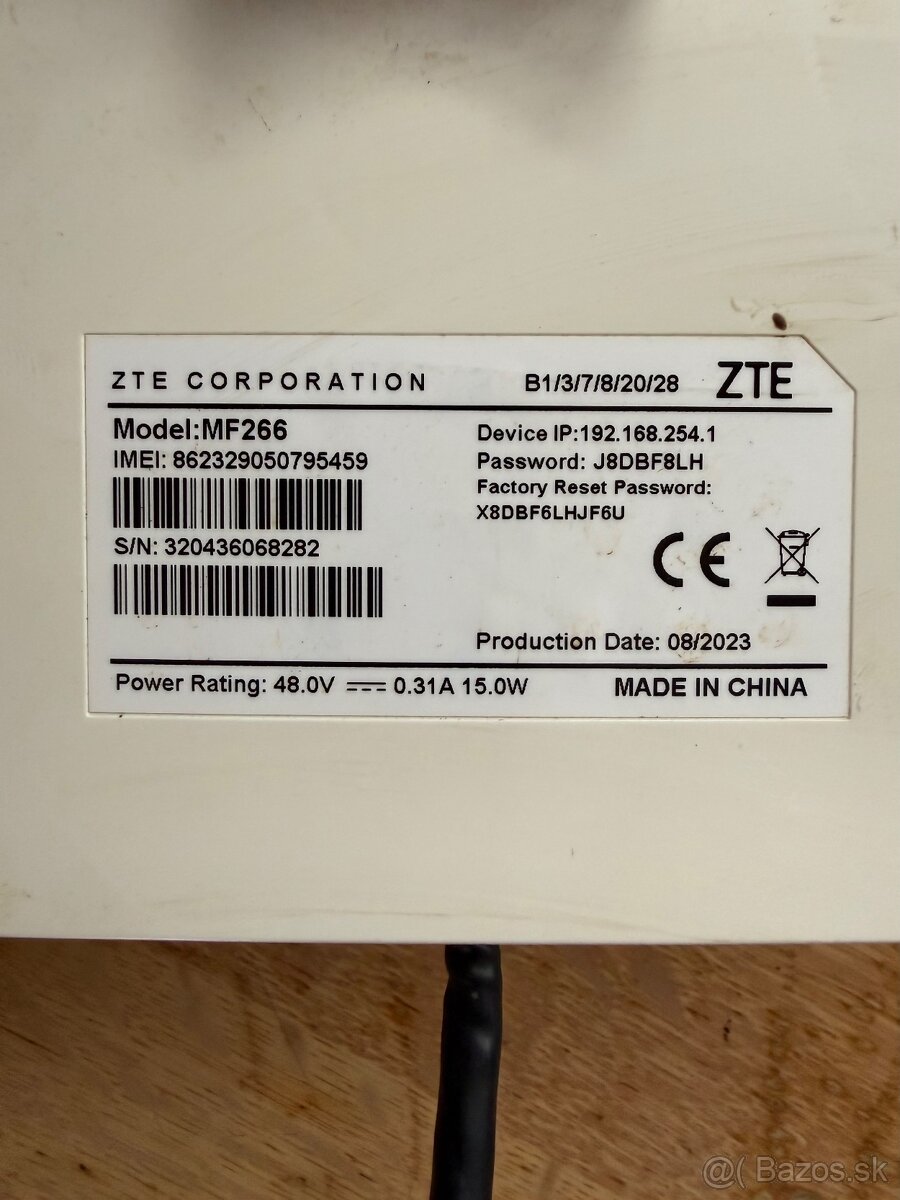 ZTE CORPORATION B1/3/7/8/20/28 ZTE
Model:MF266
IMEI: 862329050795459
S/N: 320436068282
Device IP:192.168.254.1
Password: J8DBF8LH
Factory Reset Password:
X8DBF6LHJF6U
CE
Production Date: 08/2023
Power Rating: 48.0V ⎓ 0.31A 15.0W MADE IN CHINA
@( Bazos.sk